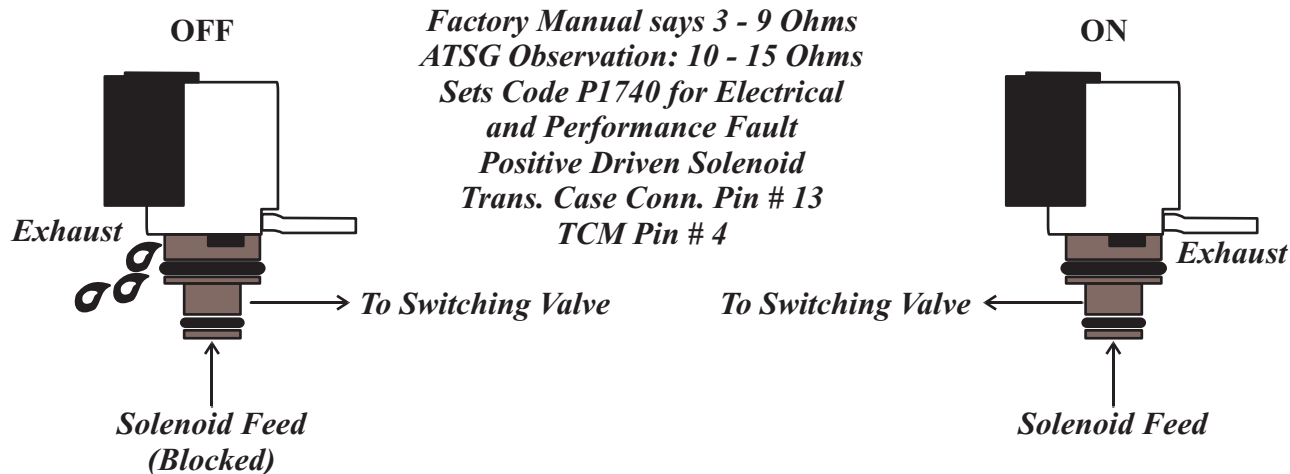 OFF
Factory Manual says 3 - 9 Ohms
ATSG Observation: 10 - 15 Ohms
Sets Code P1740 for Electrical
and Performance Fault
Positive Driven Solenoid
Trans. Case Conn. Pin # 13
TCM Pin # 4
ON
Exhaust
To Switching Valve
Solenoid Feed
(Blocked)
Exhaust
To Switching Valve
Solenoid Feed